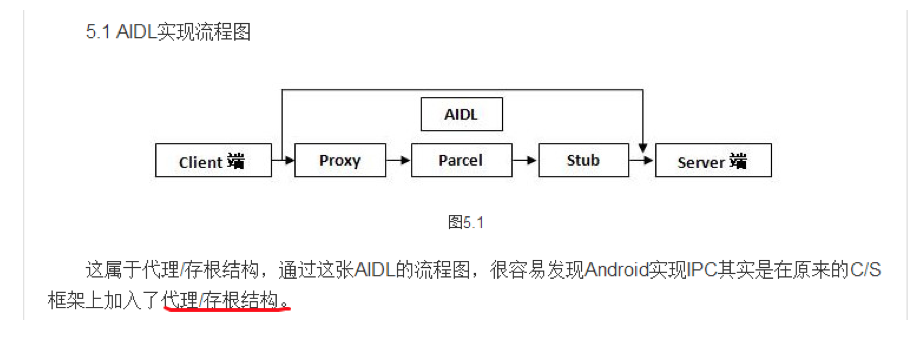 5.1 AIDL实现流程图
AIDL
Client 端
Proxy
Parcel
Stub
Server 端
图5.1
这属于代理/存根结构，通过这张AIDL的流程图，很容易发现Android实现IPC其实是在原来的C/S
框架上加入了代理/存根结构。